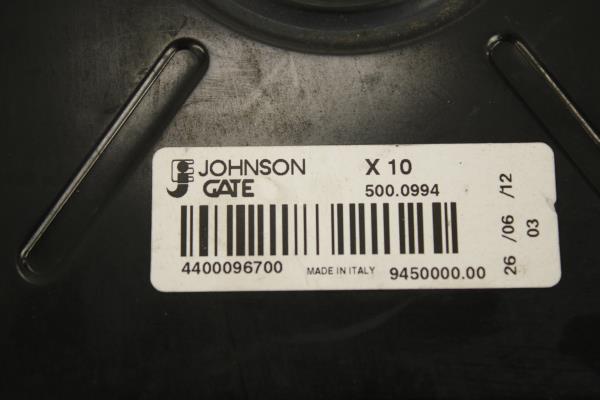 JOHNSON
GATE
X 10
500.0994
4400096700
MADE IN ITALY
9450000.00
26 /06 /12
03